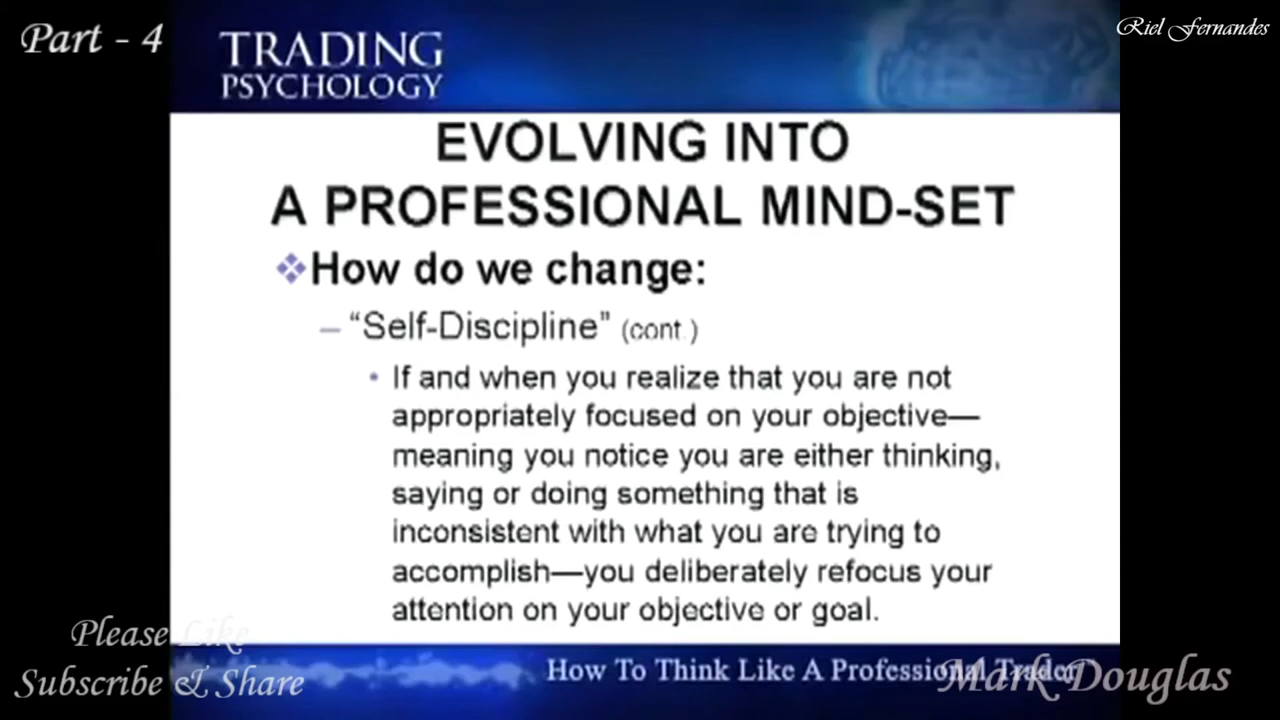 Part - 4
Riel Fernandes
TRADING
PSYCHOLOGY
EVOLVING INTO
A PROFESSIONAL MIND-SET
How do we change:
– “Self-Discipline” (cont.)
• If and when you realize that you are not
appropriately focused on your objective—
meaning you notice you are either thinking,
saying or doing something that is
inconsistent with what you are trying to
accomplish—you deliberately refocus your
attention on your objective or goal.
Please Like
Subscribe & Share
How To Think Like A Professional Trader
Mark Douglas